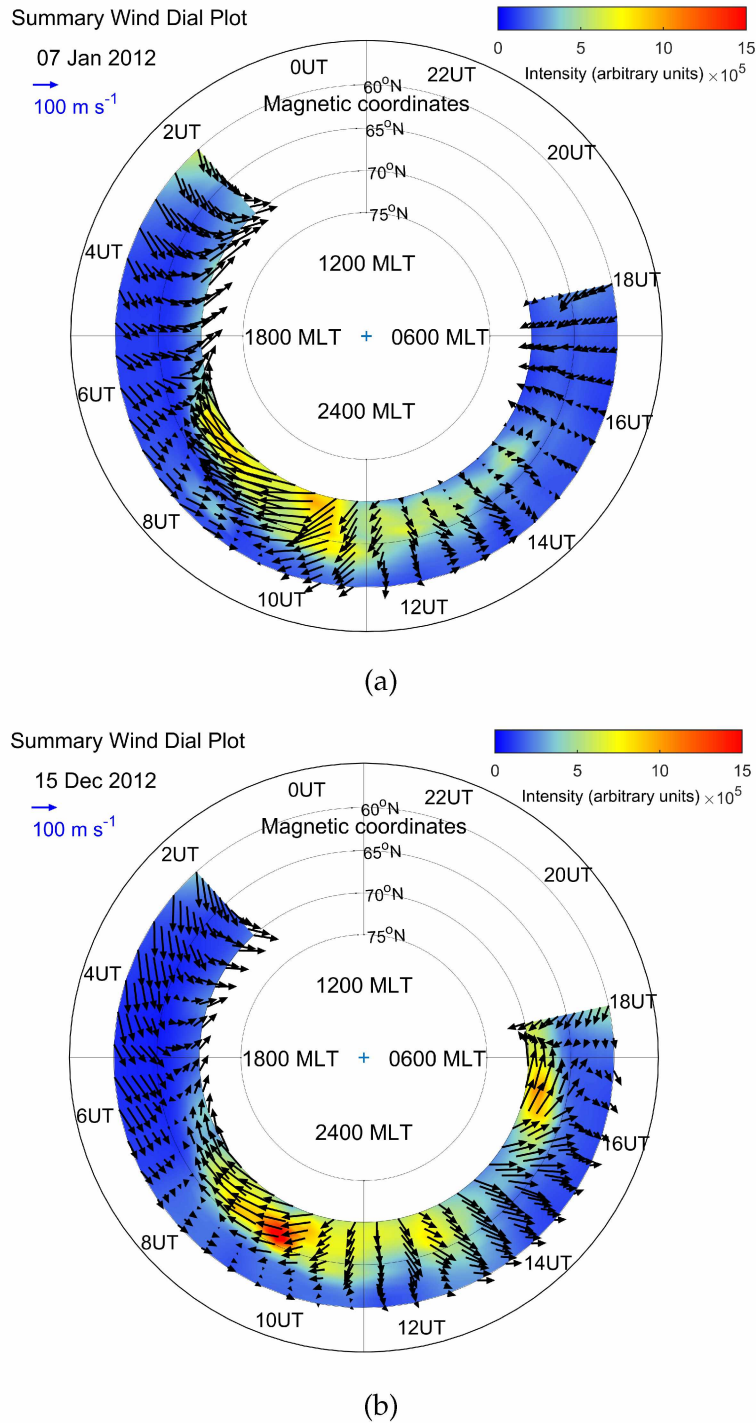 Summary Wind Dial Plot
0 5 10 15
Intensity (arbitrary units) ×10⁵
07 Jan 2012
100 m s⁻¹
0UT
22UT
60°N
Magnetic coordinates
2UT
65°N
20UT
70°N
75°N
4UT
1200 MLT
18UT
1800 MLT + 0600 MLT
6UT
2400 MLT
16UT
8UT
14UT
10UT
12UT
(a)
Summary Wind Dial Plot
0 5 10 15
Intensity (arbitrary units) ×10⁵
15 Dec 2012
100 m s⁻¹
0UT
22UT
60°N
Magnetic coordinates
2UT
65°N
20UT
70°N
75°N
4UT
1200 MLT
18UT
1800 MLT + 0600 MLT
6UT
2400 MLT
16UT
8UT
14UT
10UT
12UT
(b)